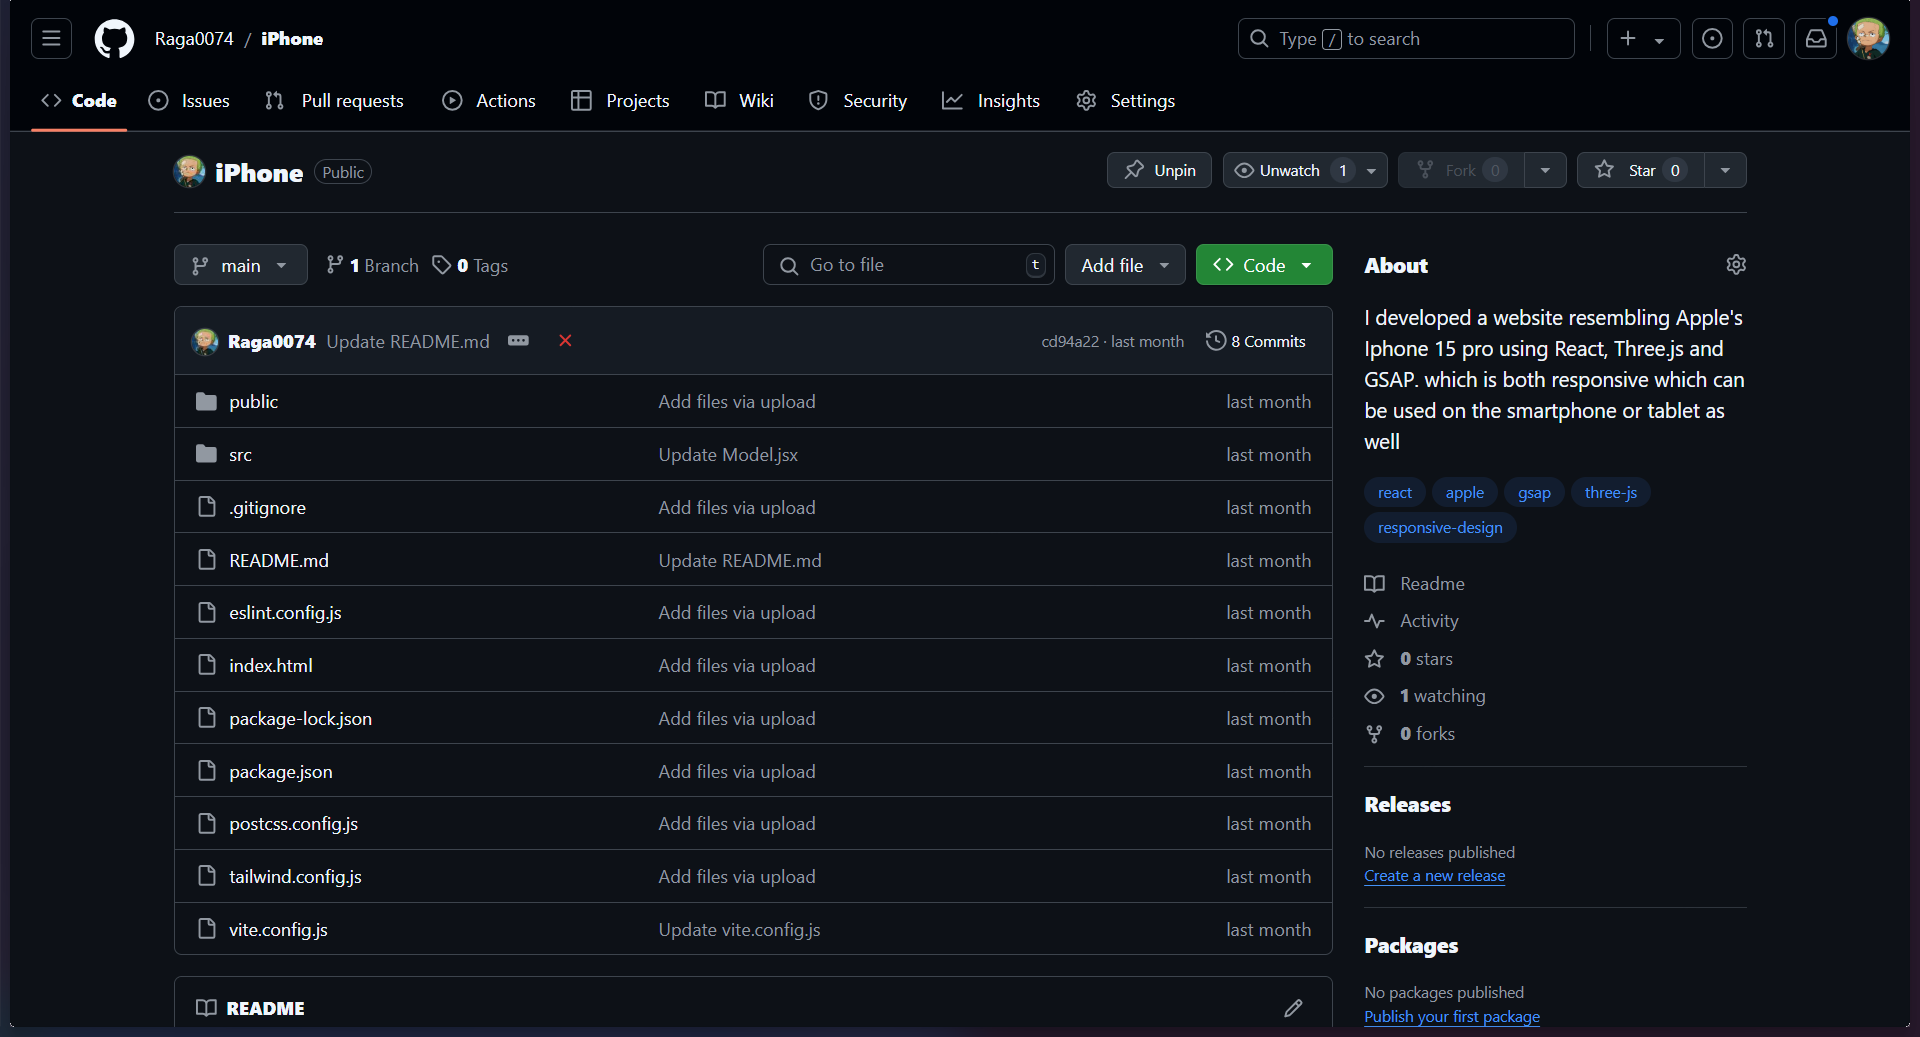 Raga0074 / iPhone
Type / to search
Code Issues Pull requests Actions Projects Wiki Security Insights Settings
iPhone Public
Unpin Unwatch 1 Fork 0 Star 0
main 1 Branch 0 Tags Go to file t Add file Code
Raga0074 Update README.md cd94a22 · last month 8 Commits
public Add files via upload last month
src Update Model.jsx last month
.gitignore Add files via upload last month
README.md Update README.md last month
eslint.config.js Add files via upload last month
index.html Add files via upload last month
package-lock.json Add files via upload last month
package.json Add files via upload last month
postcss.config.js Add files via upload last month
tailwind.config.js Add files via upload last month
vite.config.js Update vite.config.js last month
README
About
I developed a website resembling Apple's
Iphone 15 pro using React, Three.js and
GSAP. which is both responsive which can
be used on the smartphone or tablet as
well
react apple gsap three-js
responsive-design
Readme
Activity
0 stars
1 watching
0 forks
Releases
No releases published
Create a new release
Packages
No packages published
Publish your first package